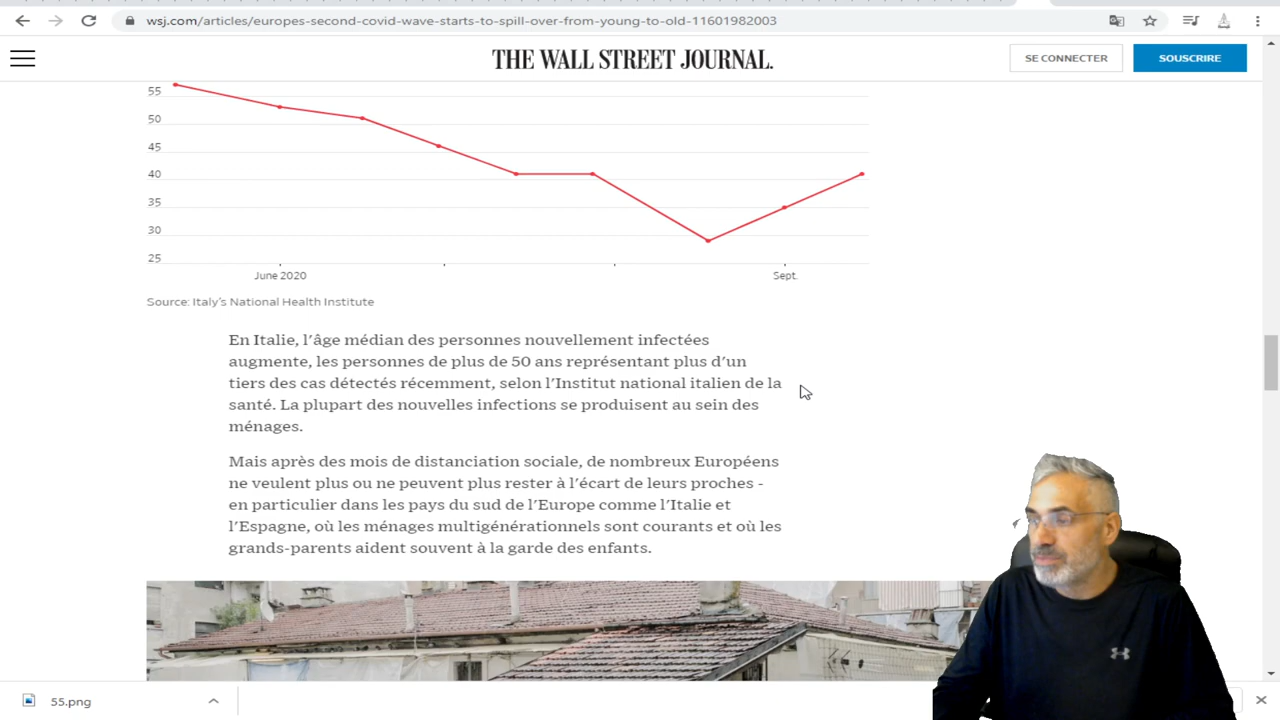 wsj.com/articles/europes-second-covid-wave-starts-to-spill-over-from-young-to-old-11601982003
THE WALL STREET JOURNAL.
SE CONNECTER
SOUSCRIRE
55
50
45
40
35
30
25
June 2020
Sept.
Source: Italy's National Health Institute
En Italie, l'âge médian des personnes nouvellement infectées
augmente, les personnes de plus de 50 ans représentant plus d'un
tiers des cas détectés récemment, selon l'Institut national italien de la
santé. La plupart des nouvelles infections se produisent au sein des
ménages.
Mais après des mois de distanciation sociale, de nombreux Européens
ne veulent plus ou ne peuvent plus rester à l'écart de leurs proches -
en particulier dans les pays du sud de l'Europe comme l'Italie et
l'Espagne, où les ménages multigénérationnels sont courants et où les
grands-parents aident souvent à la garde des enfants.
55.png